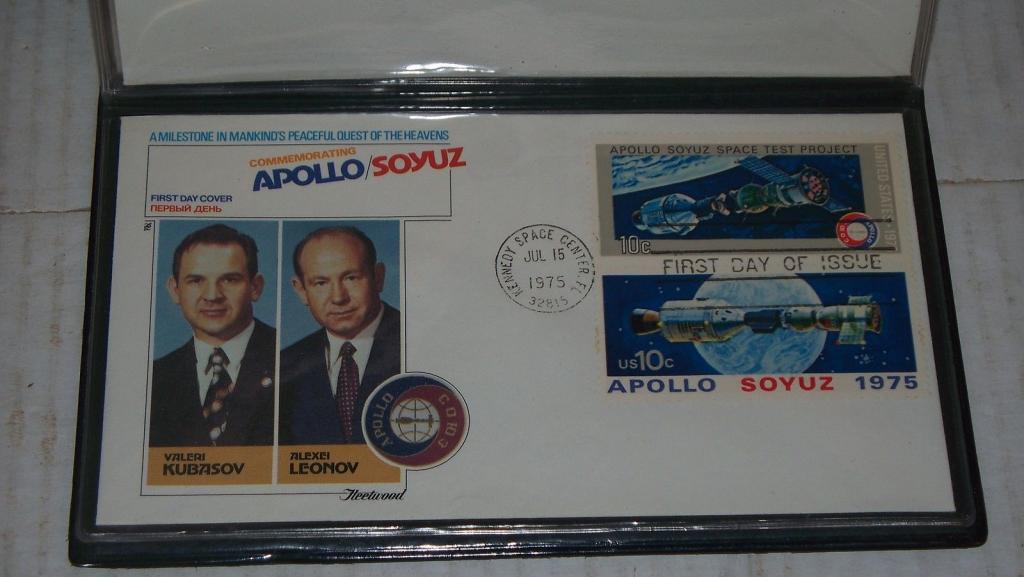 A MILESTONE IN MANKIND'S PEACEFUL QUEST OF THE HEAVENS
COMMEMORATING
APOLLO/SOYUZ
FIRST DAY COVER
ПЕРВЫЙ ДЕНЬ
VALERI
KUBASOV
ALEXEI
LEONOV
APOLLO
СОЮЗ
Fleetwood
KENNEDY SPACE CENTER, FL
JUL 15
1975
32815
APOLLO SOYUZ SPACE TEST PROJECT
UNITED STATES
10c
FIRST DAY OF ISSUE
US10c
APOLLO SOYUZ 1975